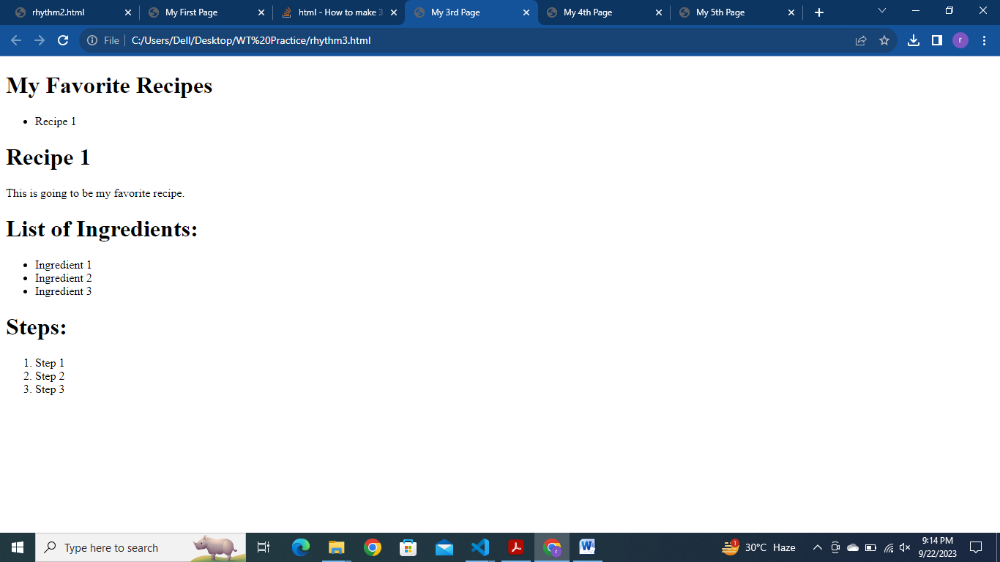 rhythm2.html
My First Page
html - How to make 3
My 3rd Page
My 4th Page
My 5th Page
File
C:/Users/Dell/Desktop/WT%20Practice/rhythm3.html
r
My Favorite Recipes
• Recipe 1
Recipe 1
This is going to be my favorite recipe.
List of Ingredients:
• Ingredient 1
• Ingredient 2
• Ingredient 3
Steps:
1. Step 1
2. Step 2
3. Step 3
Type here to search
r
W
1
30°C Haze
9:14 PM
9/22/2023